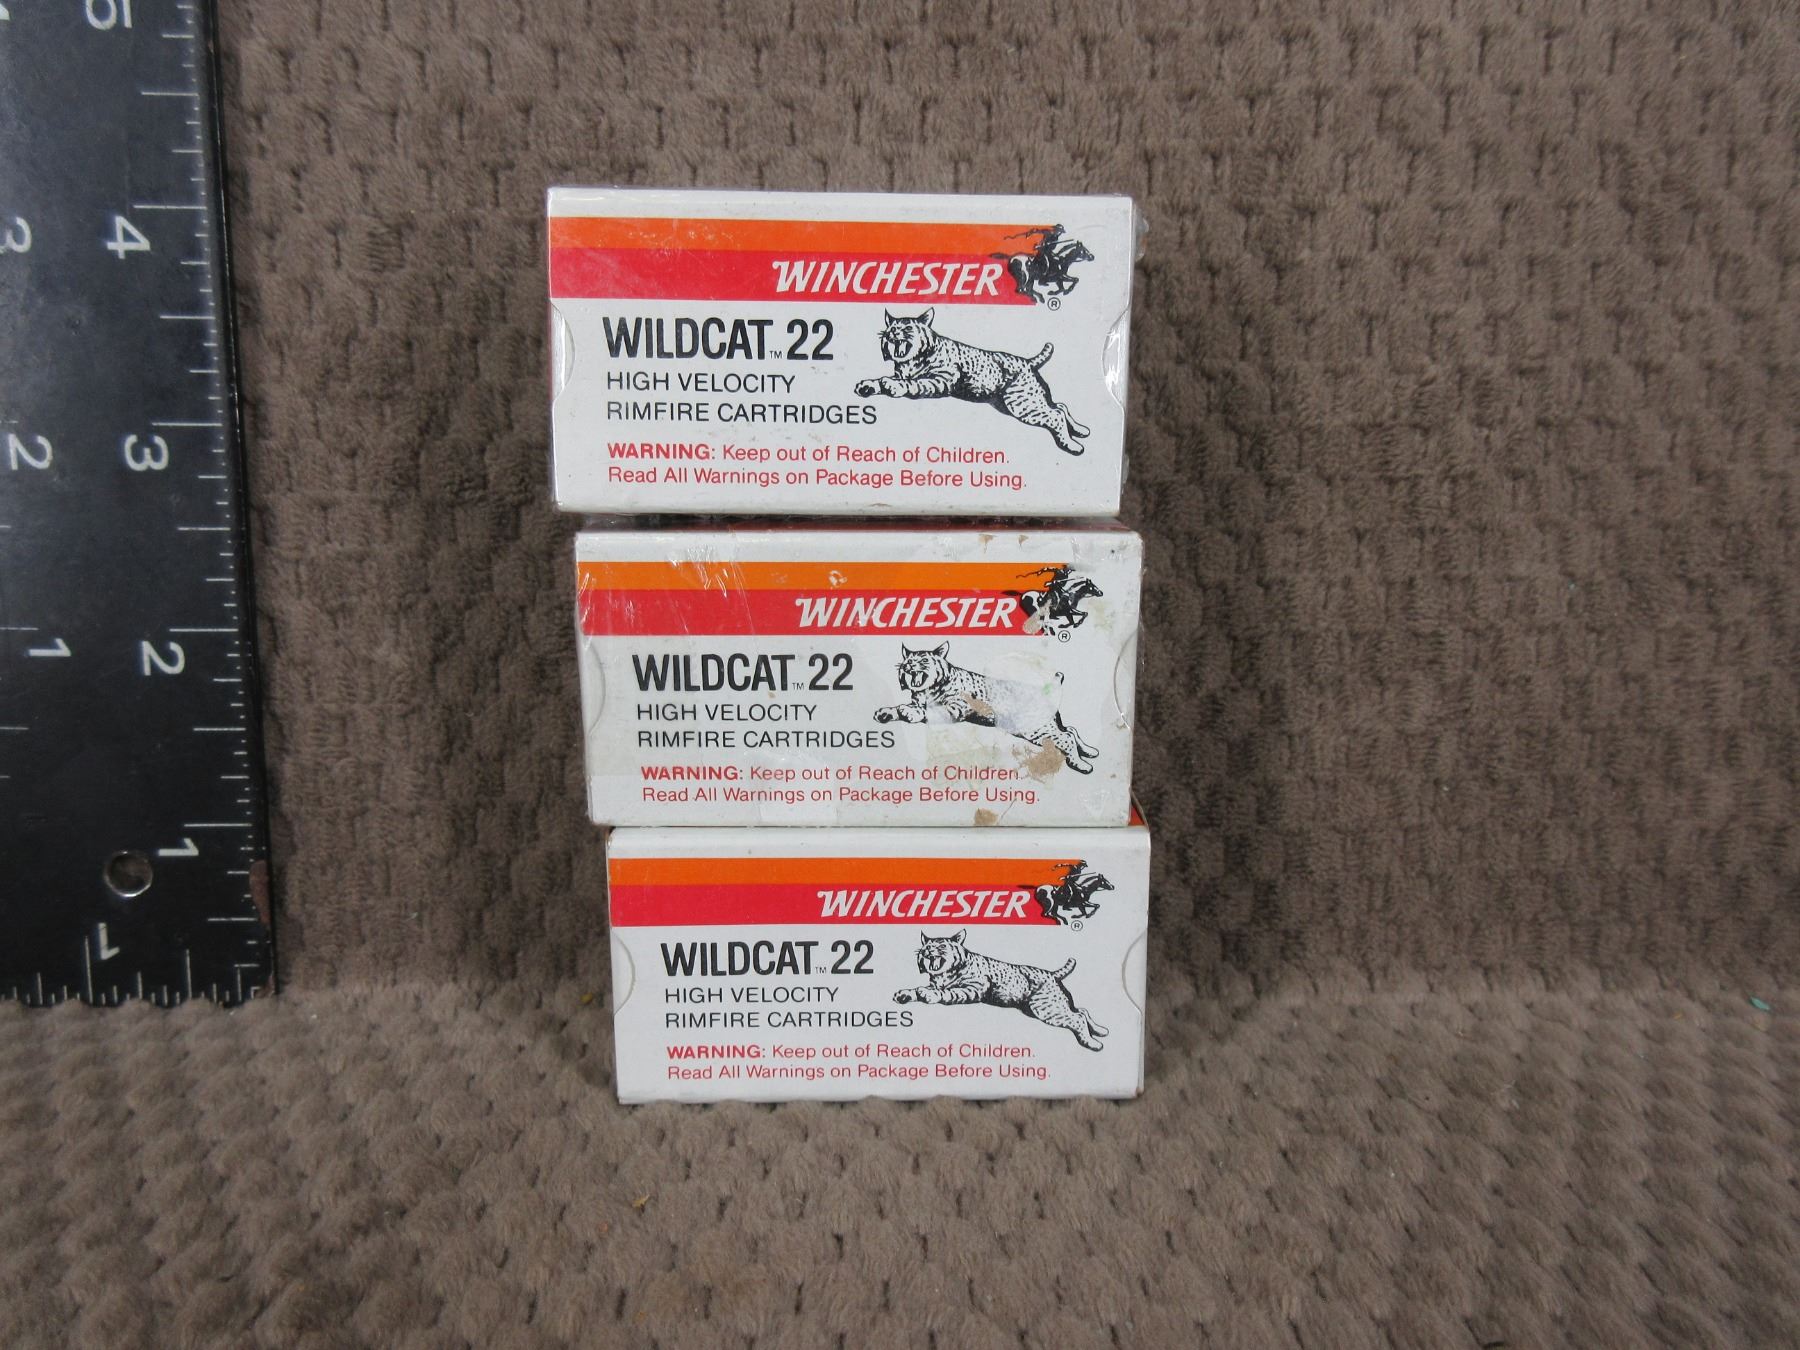 5
4
3
2
1
3
2
1
1
WINCHESTER
®
WILDCAT™ 22
HIGH VELOCITY
RIMFIRE CARTRIDGES
WARNING: Keep out of Reach of Children.
Read All Warnings on Package Before Using.
WINCHESTER
®
WILDCAT™ 22
HIGH VELOCITY
RIMFIRE CARTRIDGES
WARNING: Keep out of Reach of Children.
Read All Warnings on Package Before Using.
WINCHESTER
®
WILDCAT™ 22
HIGH VELOCITY
RIMFIRE CARTRIDGES
WARNING: Keep out of Reach of Children.
Read All Warnings on Package Before Using.